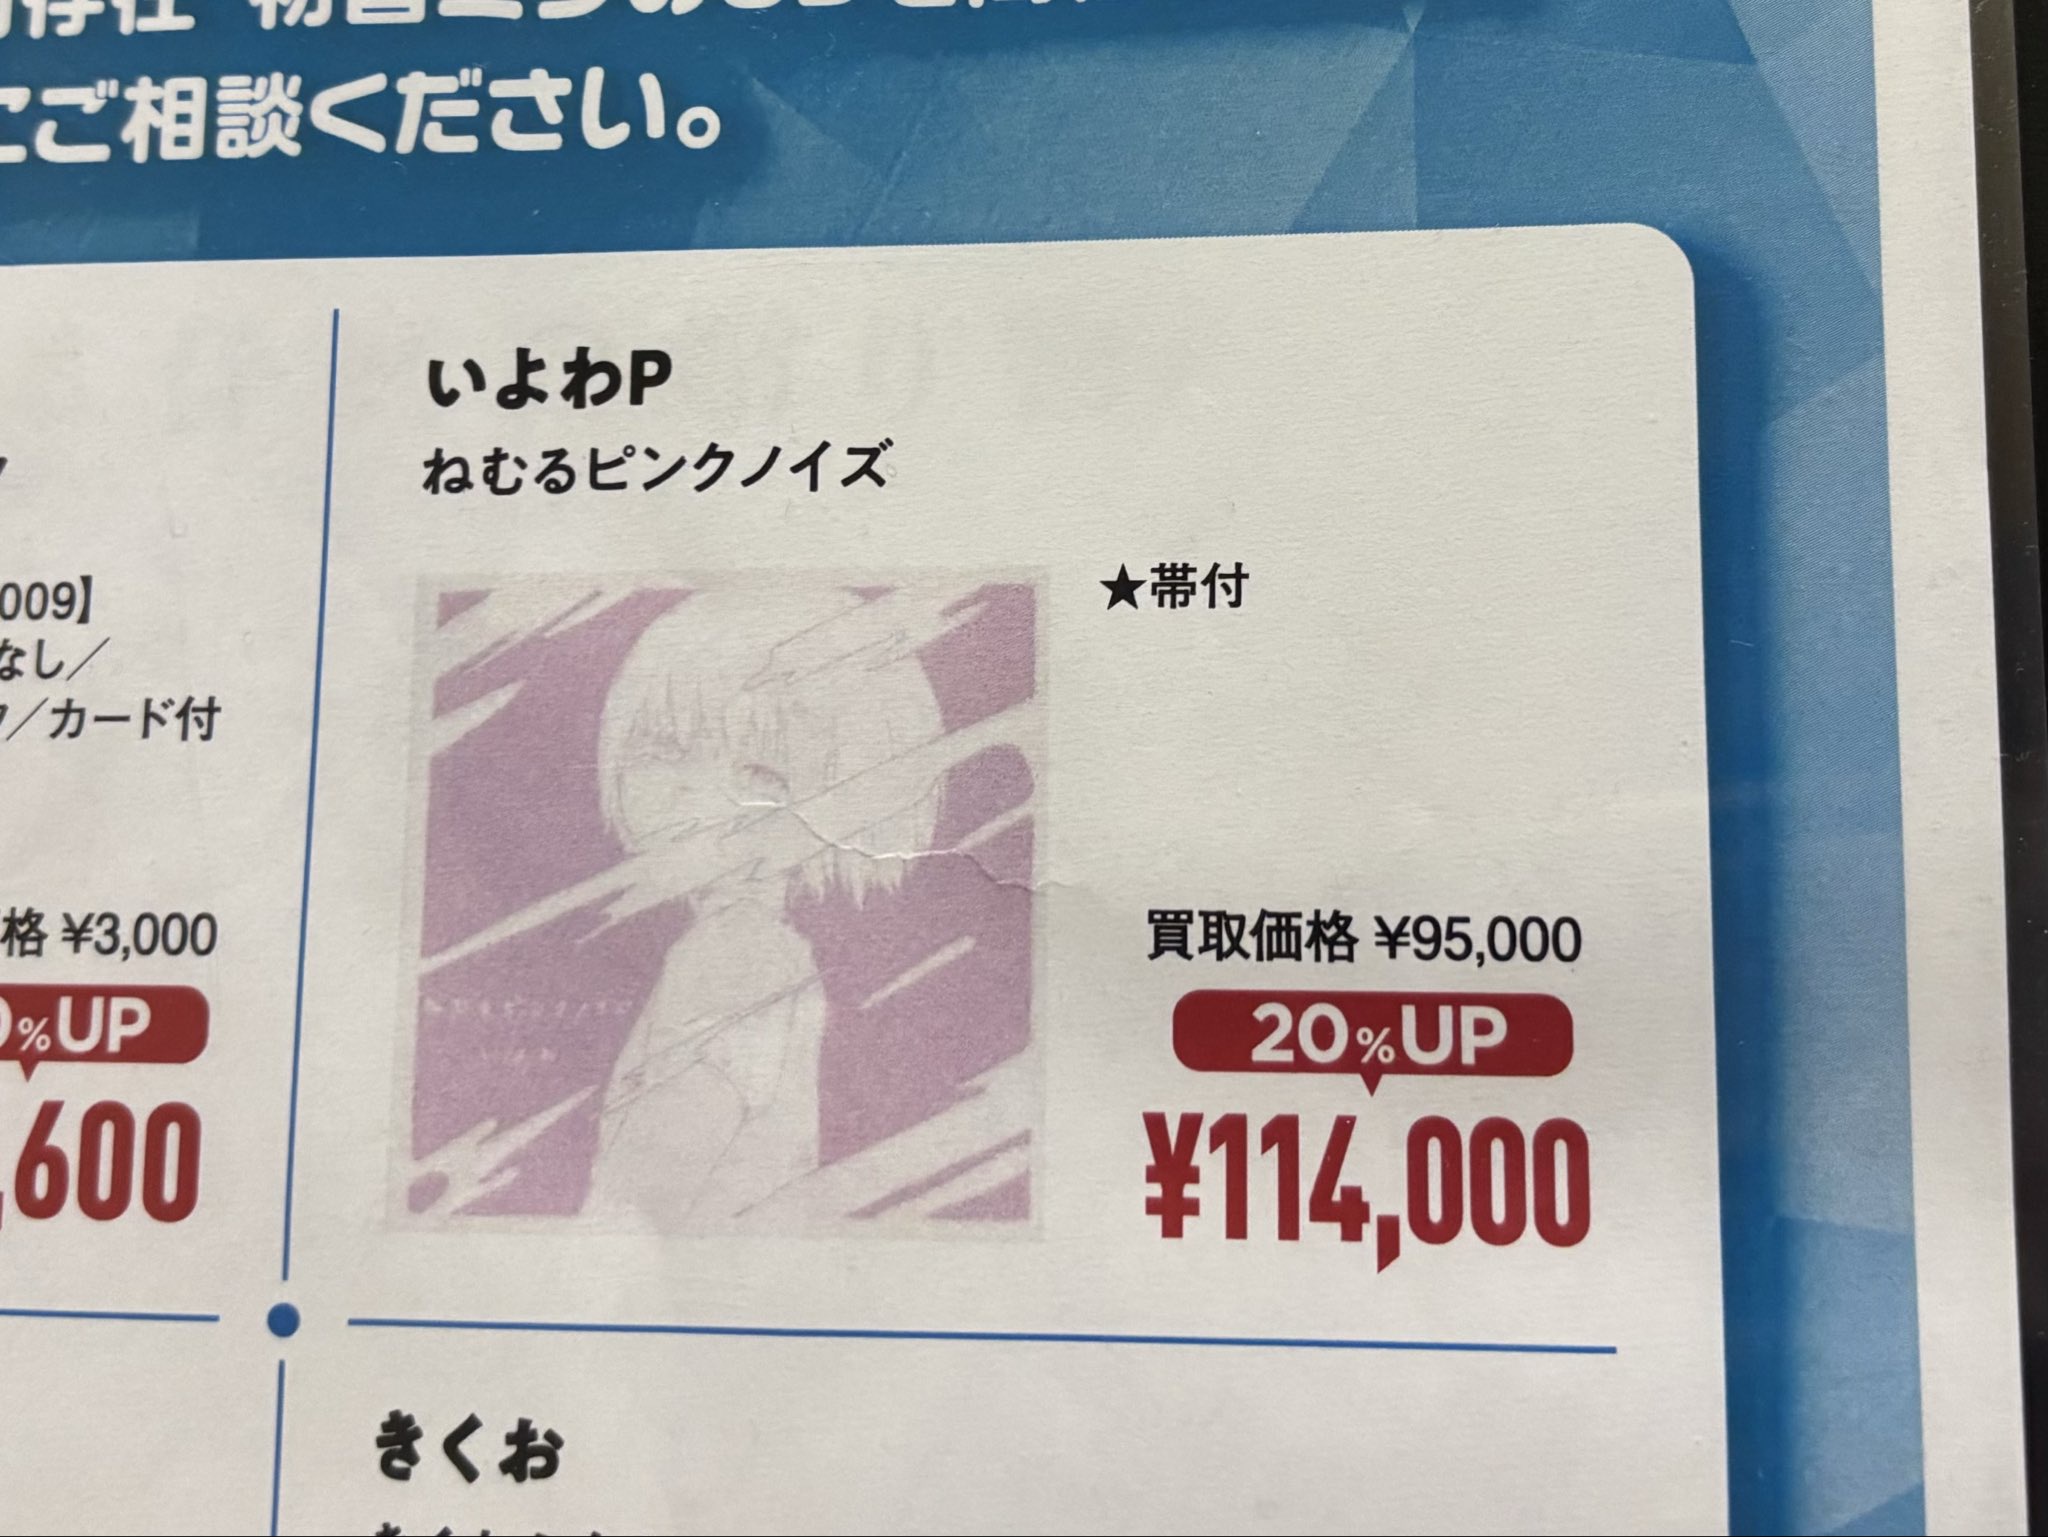 にご相談ください。
いよわP
ねむるピンクノイズ
★帯付
買取価格 ¥95,000
20%UP
¥114,000
009】
なし／
／カード付
格 ¥3,000
%UP
,600
きくお